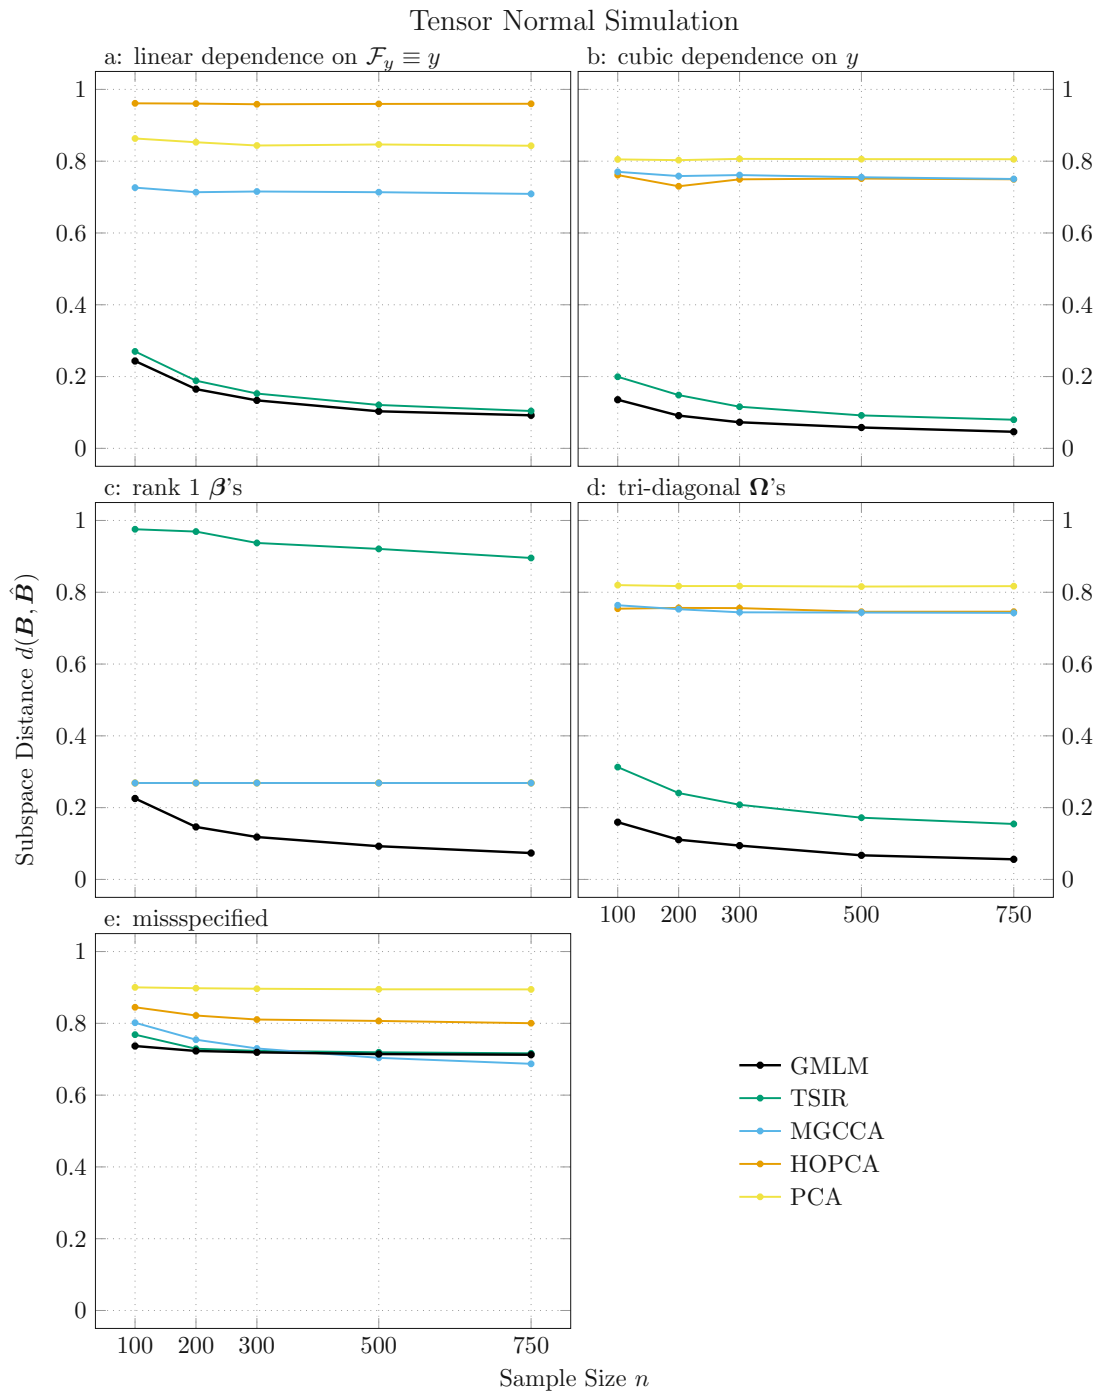 Tensor Normal Simulation
a: linear dependence on ℱ_y ≡ y
b: cubic dependence on y
1
0.8
0.6
0.4
0.2
0
1
0.8
0.6
0.4
0.2
0
c: rank 1 β's
d: tri-diagonal Ω's
1
0.8
0.6
0.4
0.2
0
1
0.8
0.6
0.4
0.2
0
Subspace Distance d(B, B̂)
100 200 300 500 750
e: missspecified
1
0.8
0.6
0.4
0.2
0
100 200 300 500 750
Sample Size n
GMLM
TSIR
MGCCA
HOPCA
PCA